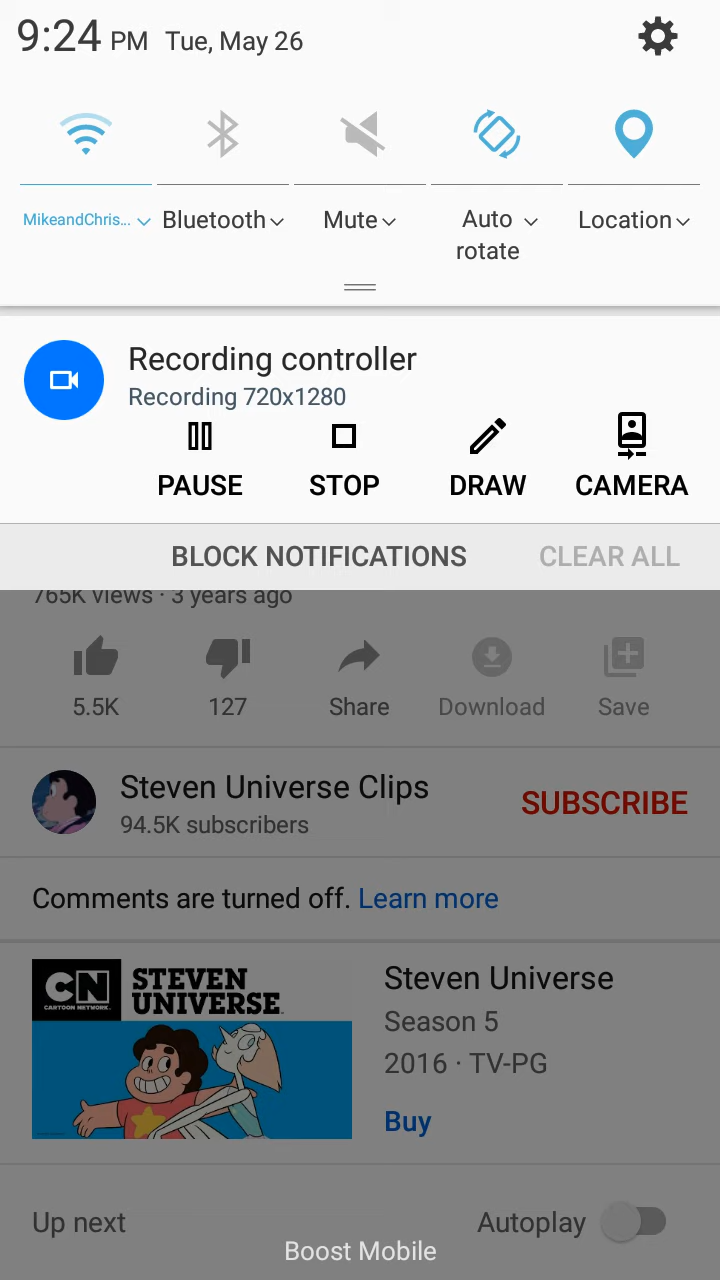 9:24 PM Tue, May 26
MikeandChris... Bluetooth Mute Auto rotate Location
Recording controller
Recording 720x1280
PAUSE STOP DRAW CAMERA
BLOCK NOTIFICATIONS CLEAR ALL
765K views · 3 years ago
5.5K 127 Share Download Save
Steven Universe Clips
94.5K subscribers
SUBSCRIBE
Comments are turned off. Learn more
CN
CARTOON NETWORK.
STEVEN
UNIVERSE.
Steven Universe
Season 5
2016 · TV-PG
Buy
Up next Autoplay
Boost Mobile